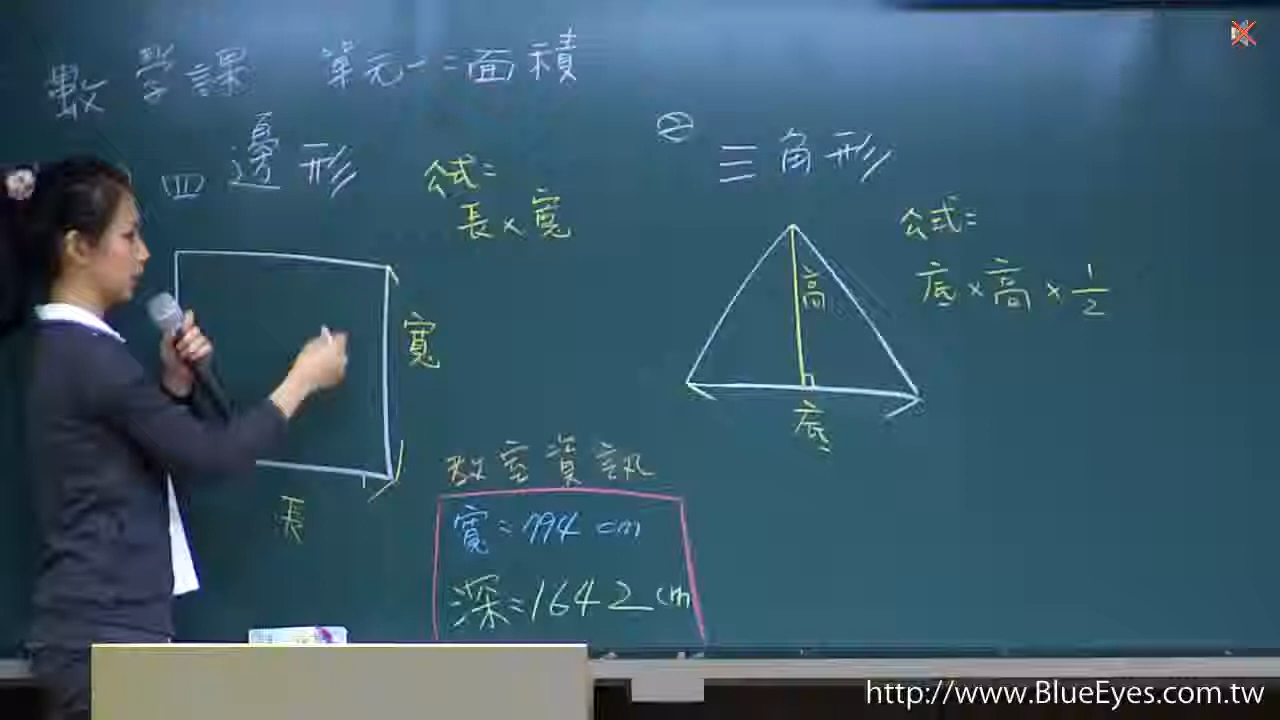 數學課 單元一:面積
四邊形
公式:
長×寬
寬
長
② 三角形
公式:
底×高×1/2
高
底
教室資訊
寬=794 cm
深=1642 cm
http://www.BlueEyes.com.tw